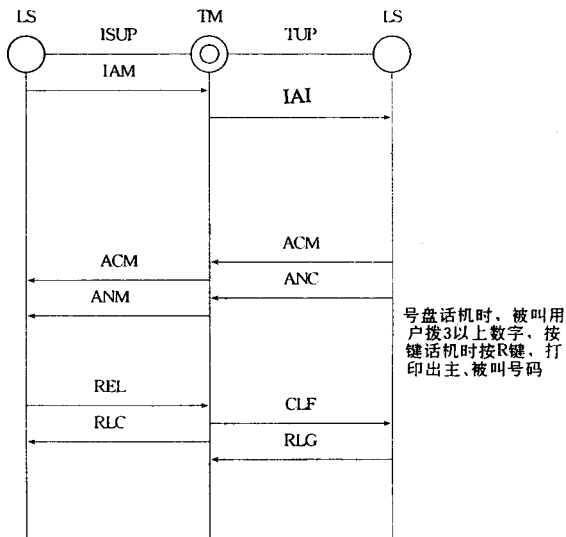 LS
TM
LS
ISUP
TUP
IAM
IAI
ACM
ACM
ANC
ANM
号盘话机时，被叫用
户拨3以上数字，按
键话机时按R键，打
印出主、被叫号码
REL
CLF
RLC
RLG